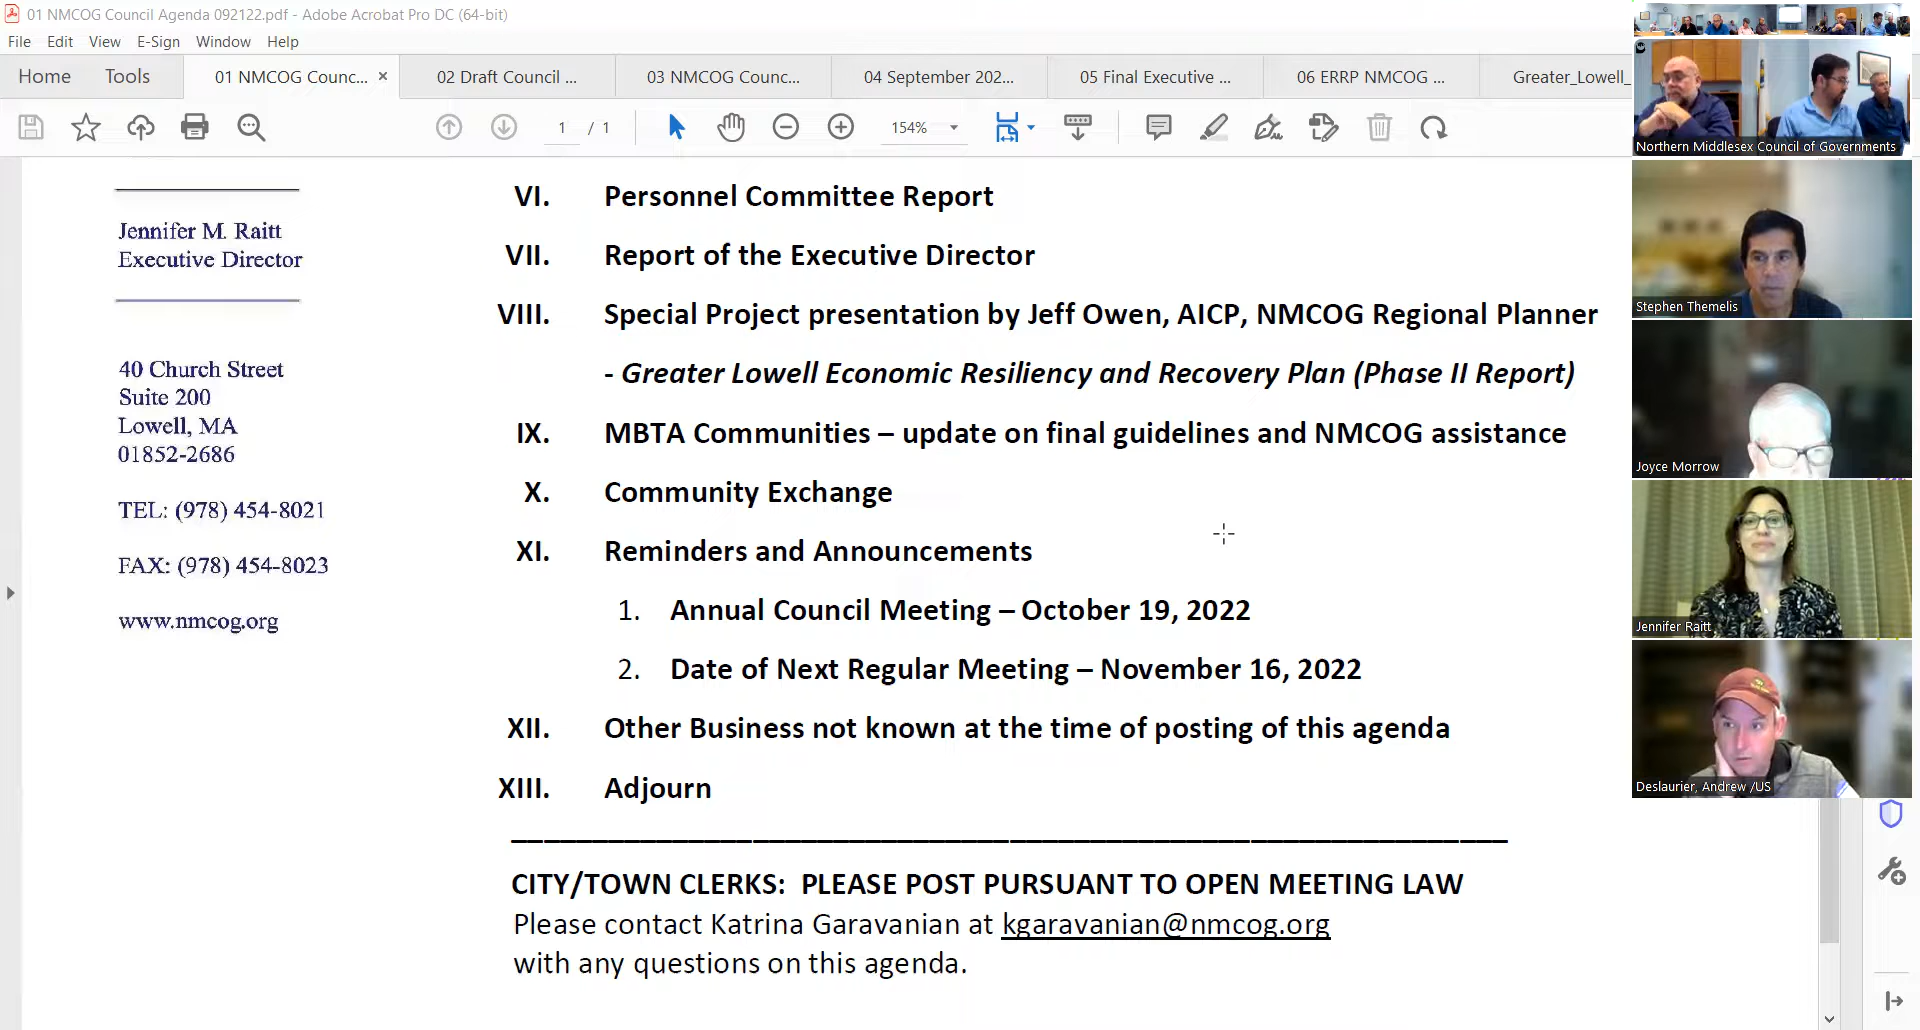 01 NMCOG Council Agenda 092122.pdf - Adobe Acrobat Pro DC (64-bit)
File Edit View E-Sign Window Help
Home Tools 01 NMCOG Counc... × 02 Draft Council ... 03 NMCOG Counc... 04 September 202... 05 Final Executive ... 06 ERRP NMCOG ... Greater_Lowell_
1 / 1 154%
Jennifer M. Raitt
Executive Director
40 Church Street
Suite 200
Lowell, MA
01852-2686
TEL: (978) 454-8021
FAX: (978) 454-8023
www.nmcog.org
VI. Personnel Committee Report
VII. Report of the Executive Director
VIII. Special Project presentation by Jeff Owen, AICP, NMCOG Regional Planner
- Greater Lowell Economic Resiliency and Recovery Plan (Phase II Report)
IX. MBTA Communities – update on final guidelines and NMCOG assistance
X. Community Exchange
XI. Reminders and Announcements
1. Annual Council Meeting – October 19, 2022
2. Date of Next Regular Meeting – November 16, 2022
XII. Other Business not known at the time of posting of this agenda
XIII. Adjourn
CITY/TOWN CLERKS: PLEASE POST PURSUANT TO OPEN MEETING LAW
Please contact Katrina Garavanian at kgaravanian@nmcog.org
with any questions on this agenda.
Northern Middlesex Council of Governments
Stephen Themelis
Joyce Morrow
Jennifer Raitt
Deslaurier, Andrew /US